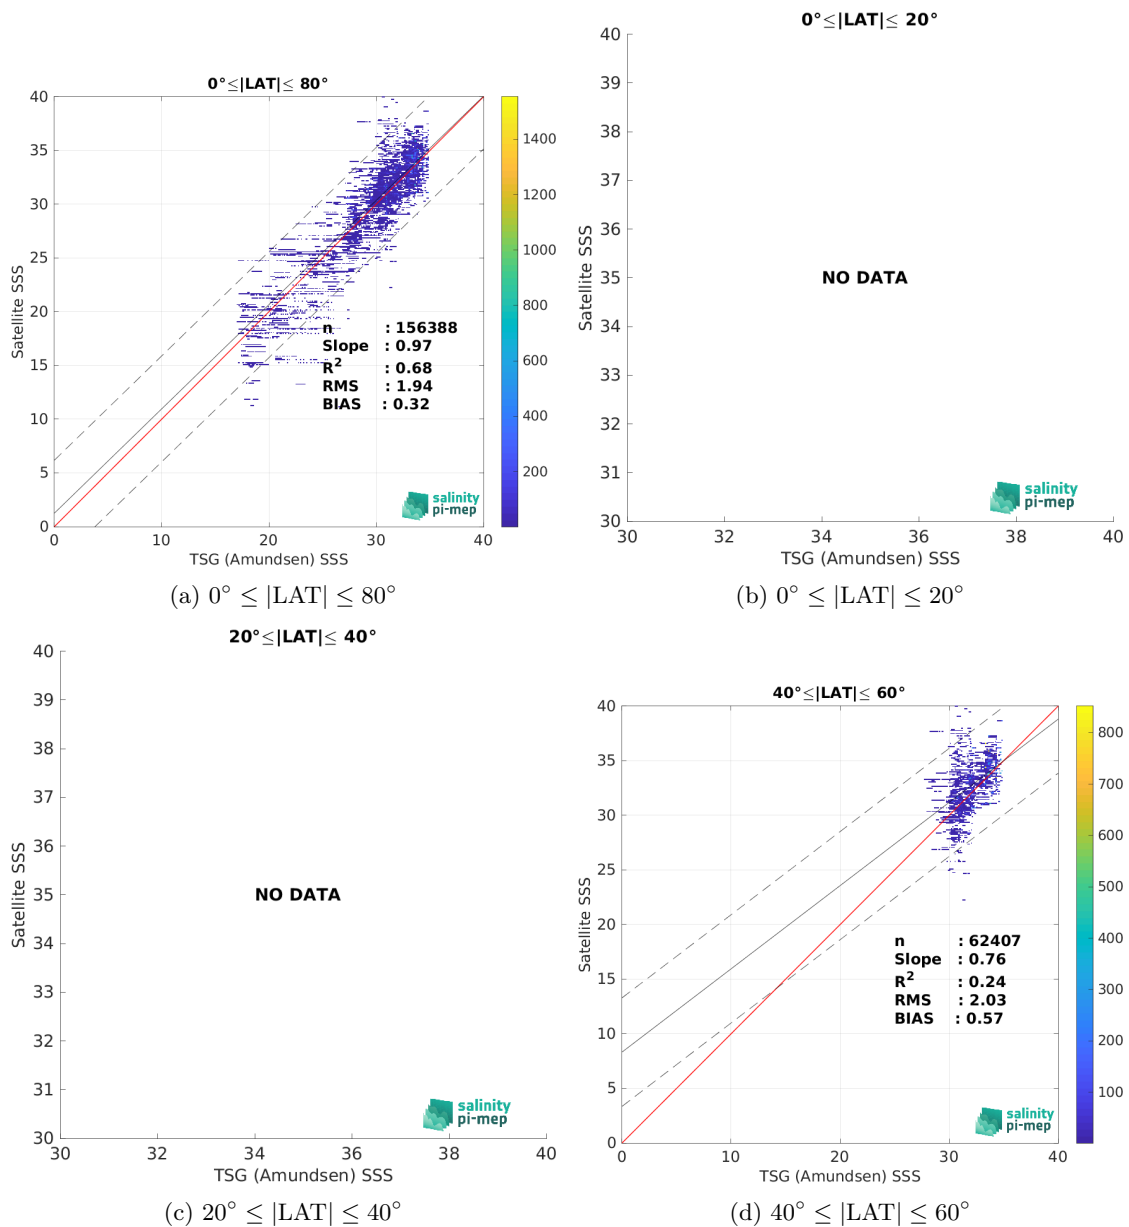 0°≤|LAT|≤ 80°
40
35
30
25
20
15
10
5
0
Satellite SSS
n : 156388
Slope : 0.97
R²  : 0.68
RMS : 1.94
BIAS : 0.32
salinity
pi-mep
0 10 20 30 40
TSG (Amundsen) SSS
1400
1200
1000
800
600
400
200
(a) 0° ≤ |LAT| ≤ 80°
0°≤|LAT|≤ 20°
40
39
38
37
36
35
34
33
32
31
30
Satellite SSS
NO DATA
salinity
pi-mep
30 32 34 36 38 40
TSG (Amundsen) SSS
(b) 0° ≤ |LAT| ≤ 20°
20°≤|LAT|≤ 40°
40
39
38
37
36
35
34
33
32
31
30
Satellite SSS
NO DATA
salinity
pi-mep
30 32 34 36 38 40
TSG (Amundsen) SSS
(c) 20° ≤ |LAT| ≤ 40°
40°≤|LAT|≤ 60°
40
35
30
25
20
15
10
5
0
Satellite SSS
n : 62407
Slope : 0.76
R² : 0.24
RMS : 2.03
BIAS : 0.57
salinity
pi-mep
0 10 20 30 40
TSG (Amundsen) SSS
800
700
600
500
400
300
200
100
(d) 40° ≤ |LAT| ≤ 60°